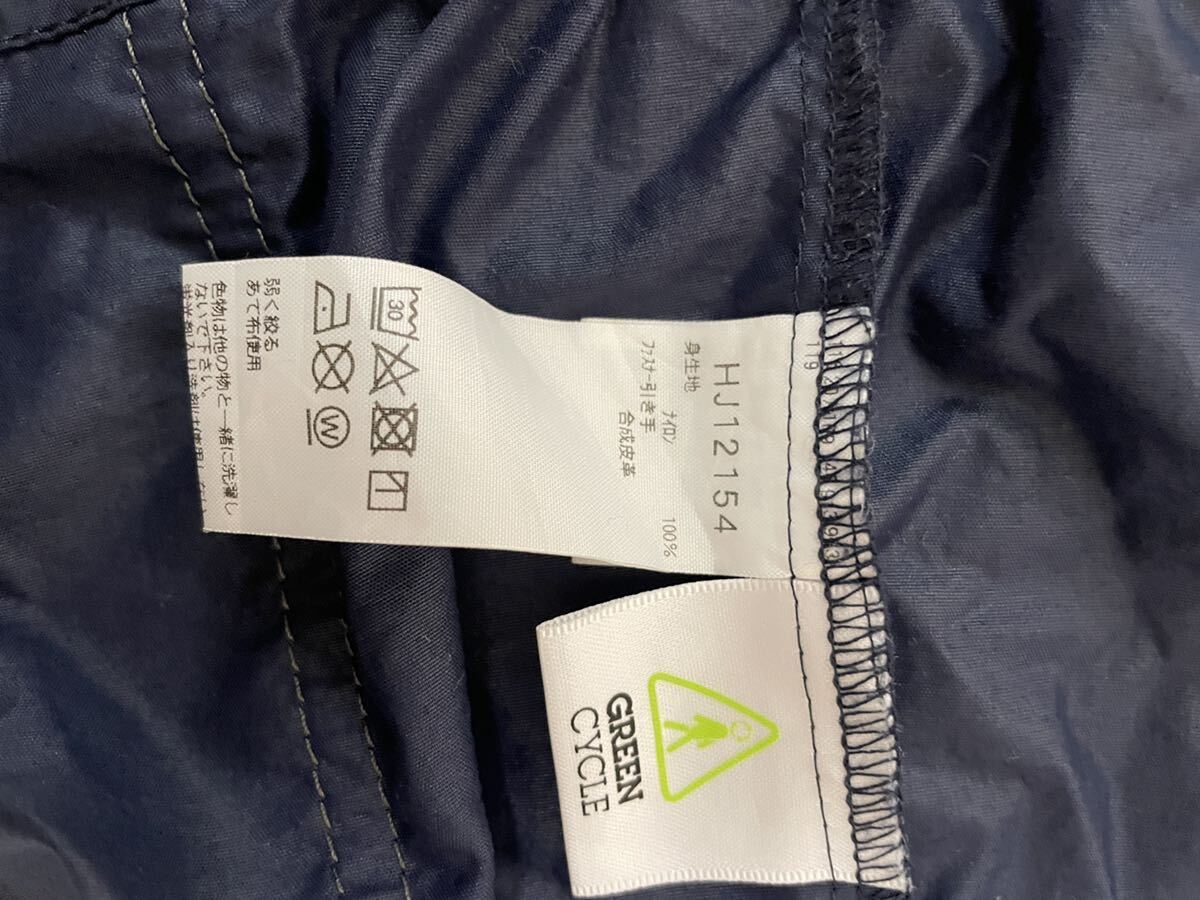 HJ12154
身生地
ナイロン 100%
ファスナー引き手
合成皮革
30
W
弱く絞る
あて布使用
色物は他の物と一緒に洗濯し
ないで下さい。
GREEN
CYCLE
119